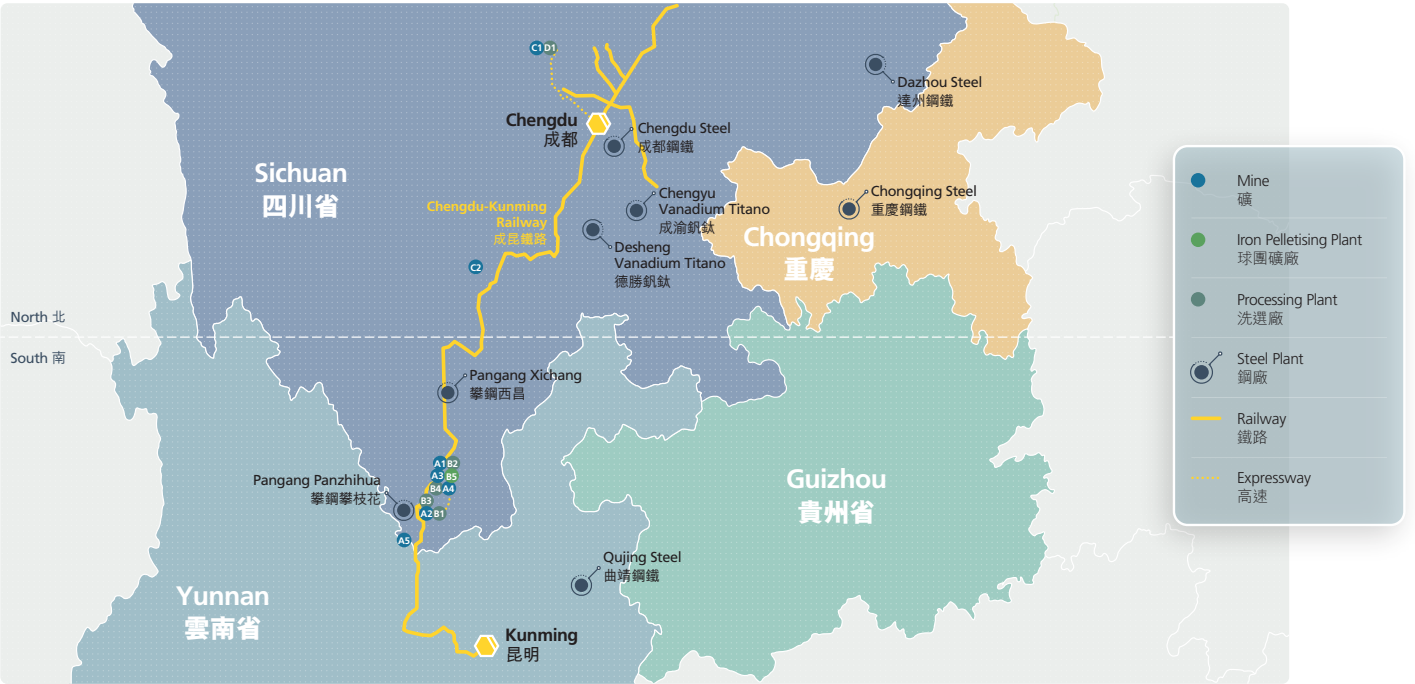 C1
D1
Dazhou Steel
達州鋼鐵
Chengdu
成都
Chengdu Steel
成都鋼鐵
Sichuan
四川省
Chengdu-Kunming
Railway
成昆鐵路
Chengyu
Vanadium Titano
成渝釩鈦
Chongqing Steel
重慶鋼鐵
Desheng
Vanadium Titano
德勝釩鈦
Chongqing
重慶
C2
North 北
South 南
Pangang Xichang
攀鋼西昌
A1
B2
A3
B5
B4
A4
B3
A2
B1
Pangang Panzhihua
攀鋼攀枝花
A5
Guizhou
貴州省
Qujing Steel
曲靖鋼鐵
Yunnan
雲南省
Kunming
昆明
Mine
礦
Iron Pelletising Plant
球團礦廠
Processing Plant
洗選廠
Steel Plant
鋼廠
Railway
鐵路
Expressway
高速